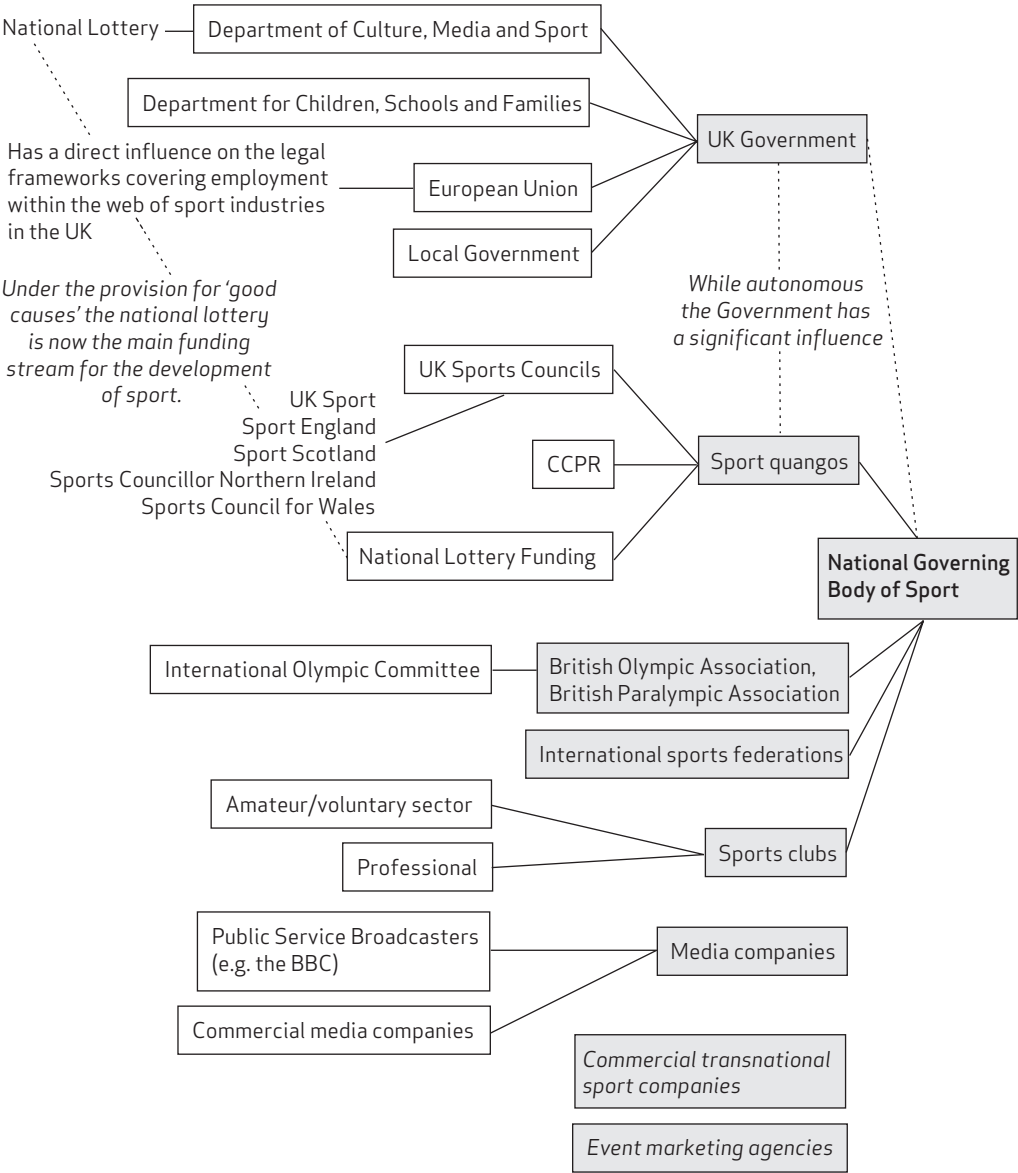 National Lottery
Department of Culture, Media and Sport
Department for Children, Schools and Families
UK Government
Has a direct influence on the legal
frameworks covering employment
within the web of sport industries
in the UK
European Union
Local Government
Under the provision for ‘good
causes’ the national lottery
is now the main funding
stream for the development
of sport.
While autonomous
the Government has
a significant influence
UK Sports Councils
UK Sport
Sport England
Sport Scotland
Sports Councillor Northern Ireland
Sports Council for Wales
CCPR
Sport quangos
National Lottery Funding
National Governing
Body of Sport
International Olympic Committee
British Olympic Association,
British Paralympic Association
International sports federations
Amateur/voluntary sector
Professional
Sports clubs
Public Service Broadcasters
(e.g. the BBC)
Media companies
Commercial media companies
Commercial transnational
sport companies
Event marketing agencies